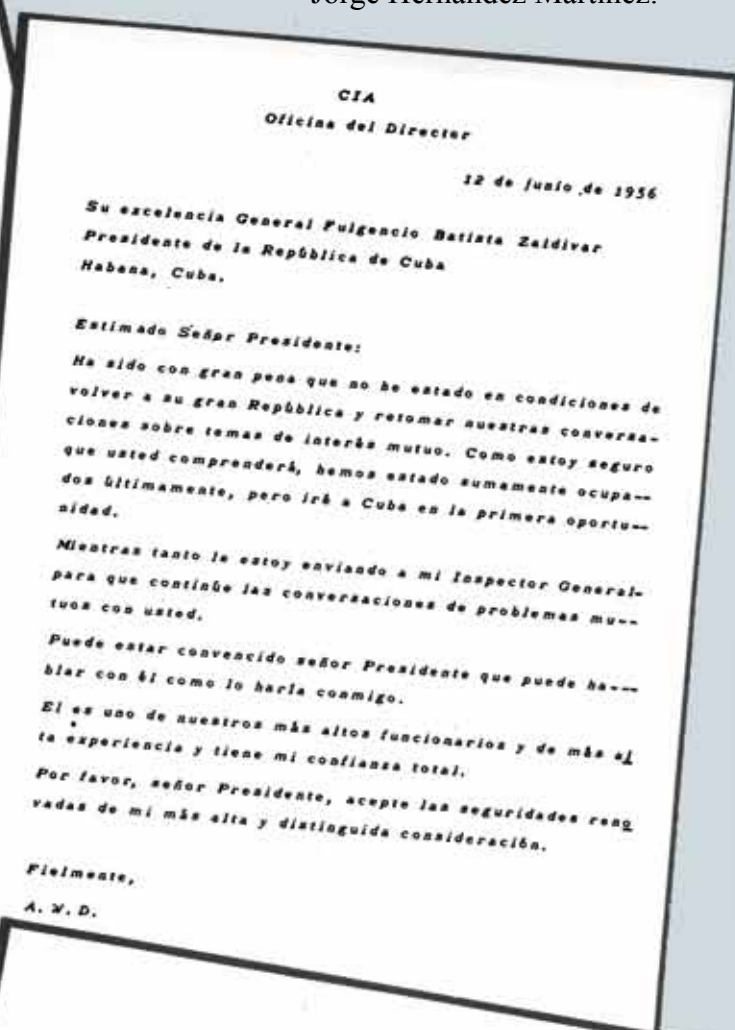 Jorge Hernández Martínez.
CIA
Oficina del Director
12 de junio de 1956
Su excelencia General Fulgencio Batista Zaldivar
Presidente de la República de Cuba
Habana, Cuba.
Estimado Señor Presidente:
Ha sido con gran pena que no he estado en condiciones de
volver a su gran República y retomar nuestras conversa-
ciones sobre temas de interés mutuo. Como estoy seguro
que usted comprenderá, hemos estado sumamente ocupa--
dos últimamente, pero iré a Cuba en la primera oportu--
nidad.
Mientras tanto le estoy enviando a mi Inspector General-
para que continúe las conversaciones de problemas mu--
tuos con usted.
Puede estar convencido señor Presidente que puede ha---
blar con él como lo haría conmigo.
El es uno de nuestros más altos funcionarios y de más al
ta experiencia y tiene mi confianza total.
Por favor, señor Presidente, acepte las seguridades reno
vadas de mi más alta y distinguida consideración.
Fielmente,
A. W. D.